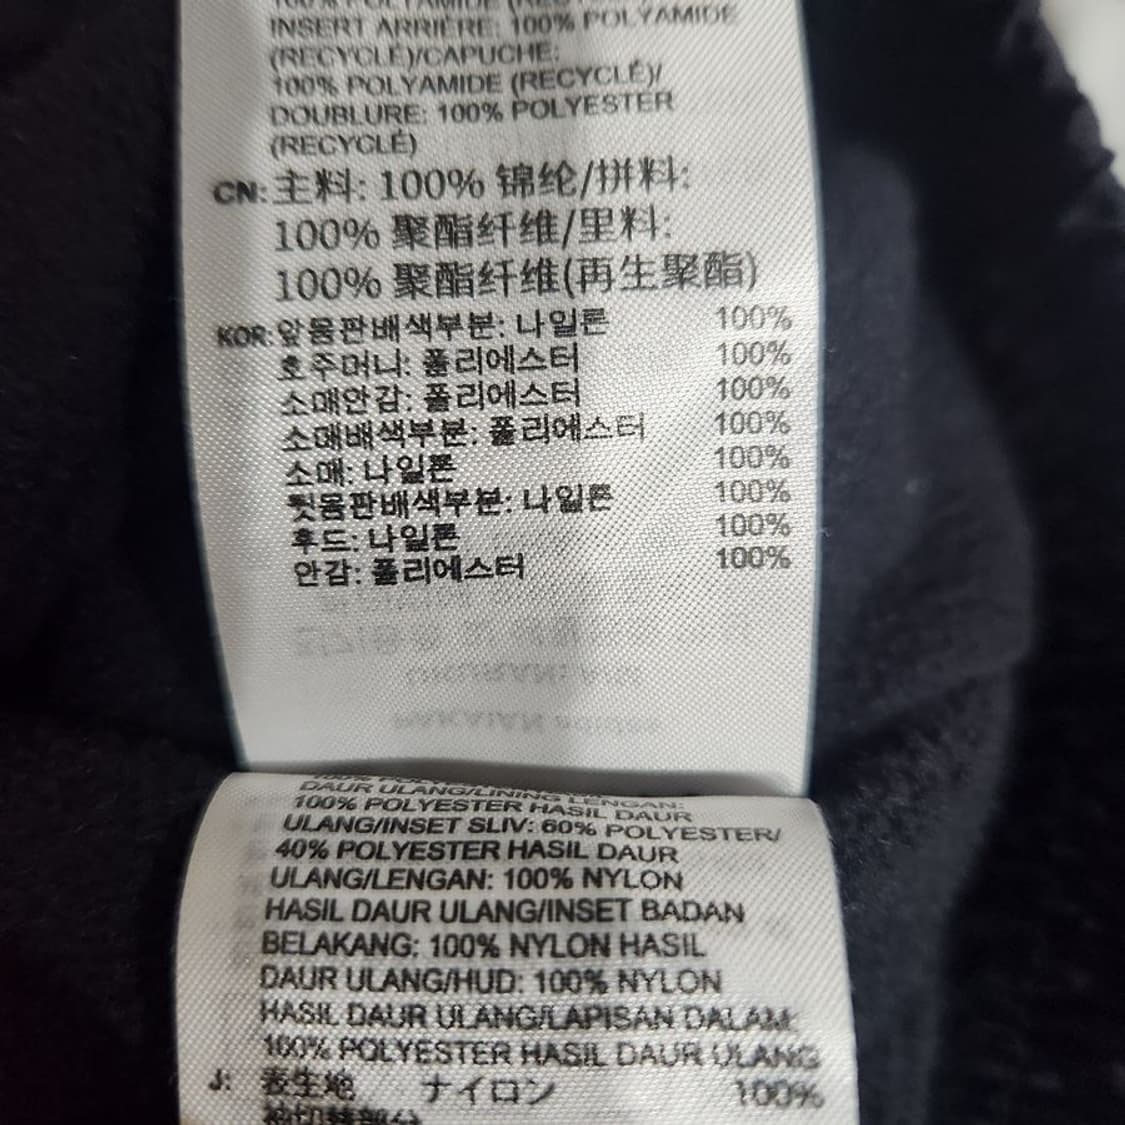 INSERT ARRIÈRE: 100% POLYAMIDE
(RECYCLÉ)/CAPUCHE:
100% POLYAMIDE (RECYCLÉ)/
DOUBLURE: 100% POLYESTER
(RECYCLÉ)
CN: 主料: 100% 锦纶/拼料:
100% 聚酯纤维/里料:
100% 聚酯纤维(再生聚酯)
KOR: 앞몸판배색부분: 나일론 100%
호주머니: 폴리에스터 100%
소매안감: 폴리에스터 100%
소매배색부분: 폴리에스터 100%
소매: 나일론 100%
뒷몸판배색부분: 나일론 100%
후드: 나일론 100%
안감: 폴리에스터 100%
DAUR ULANG/LINING LENGAN:
100% POLYESTER HASIL DAUR
ULANG/INSET SLIV: 60% POLYESTER/
40% POLYESTER HASIL DAUR
ULANG/LENGAN: 100% NYLON
HASIL DAUR ULANG/INSET BADAN
BELAKANG: 100% NYLON HASIL
DAUR ULANG/HUD: 100% NYLON
HASIL DAUR ULANG/LAPISAN DALAM:
100% POLYESTER HASIL DAUR ULANG
J: 表生地 ナイロン 100%